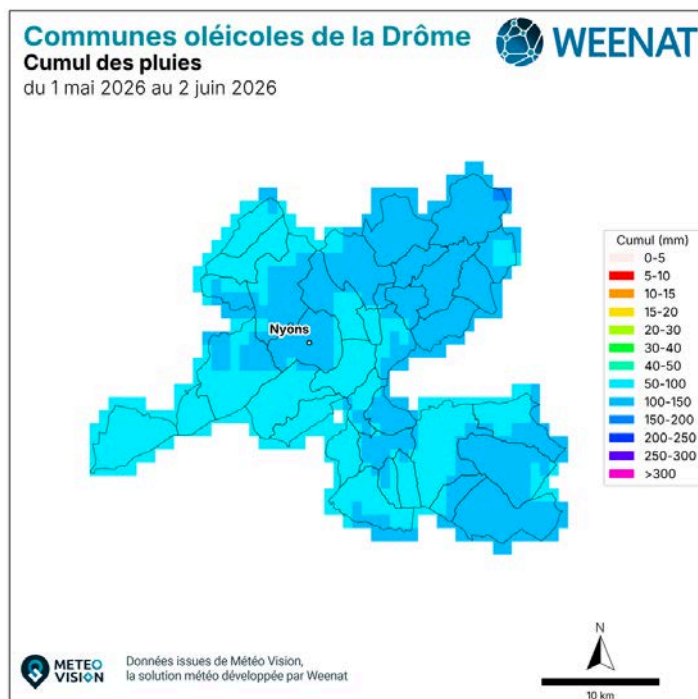 Communes oléicoles de la Drôme
WEENAT
Cumul des pluies
du 1 mai 2026 au 2 juin 2026
Cumul (mm)
0-5
5-10
10-15
15-20
20-30
30-40
40-50
50-100
100-150
150-200
200-250
250-300
>300
Nyons
N
METEO
VISION
Données issues de Météo Vision,
la solution météo développée par Weenat
10 km